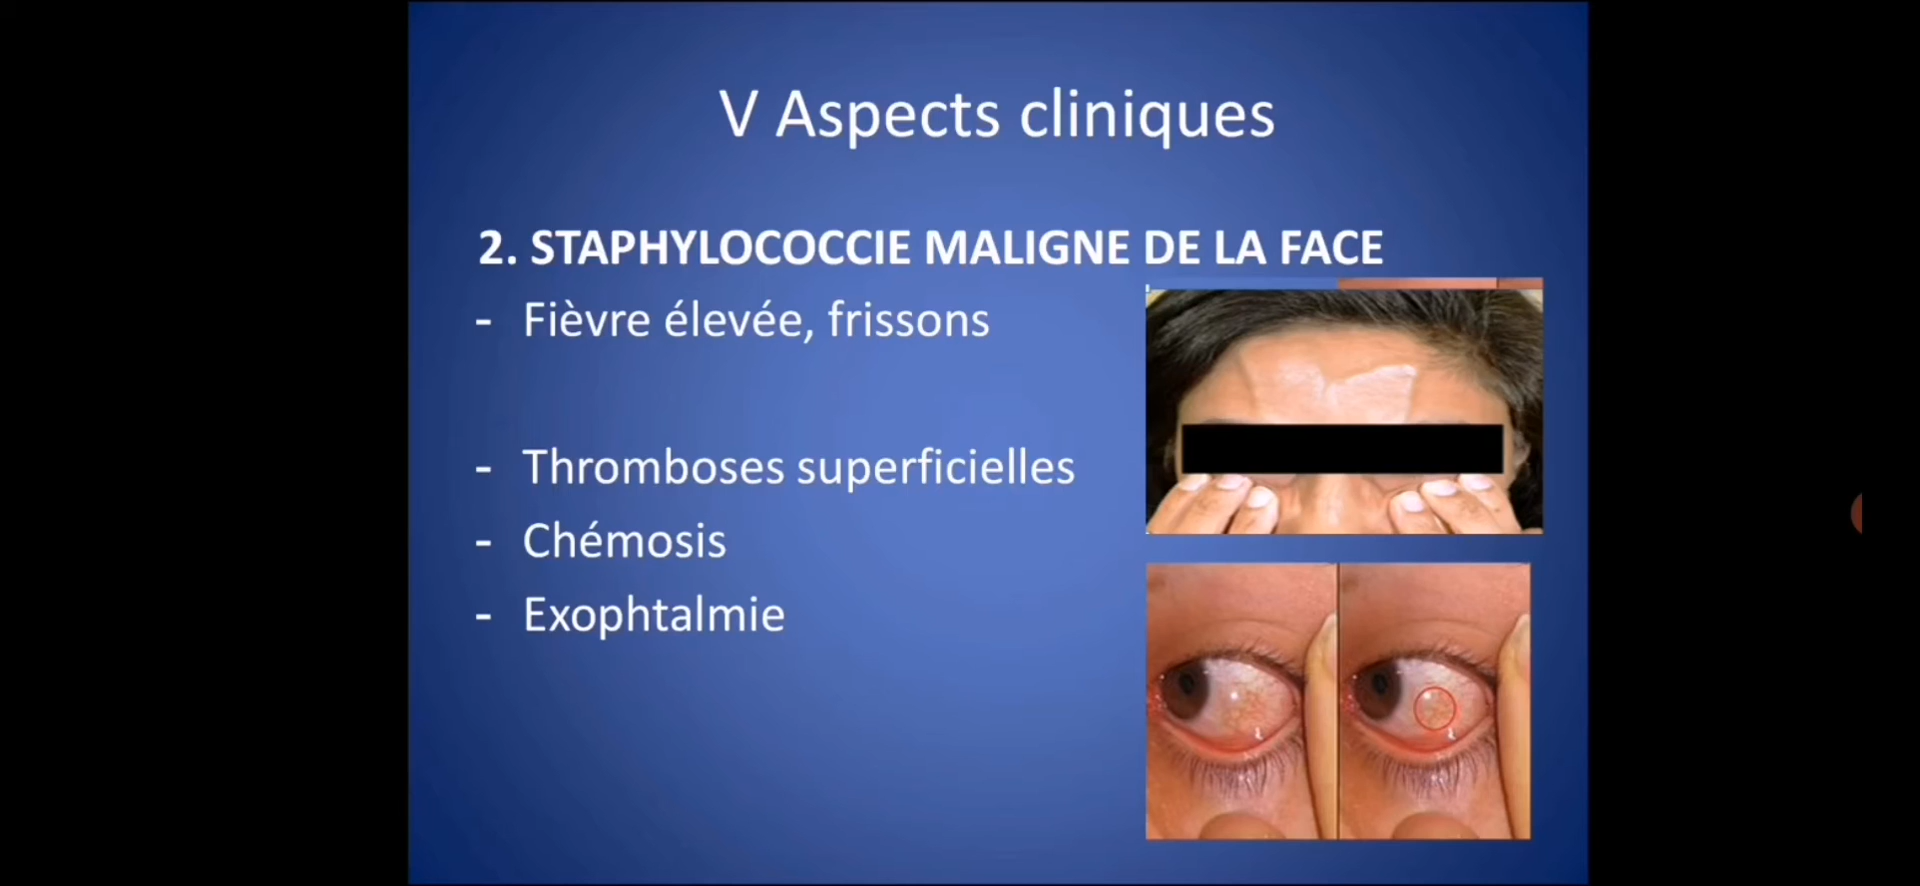 V Aspects cliniques
2. STAPHYLOCOCCIE MALIGNE DE LA FACE
- Fièvre élevée, frissons
- Thromboses superficielles
- Chémosis
- Exophtalmie